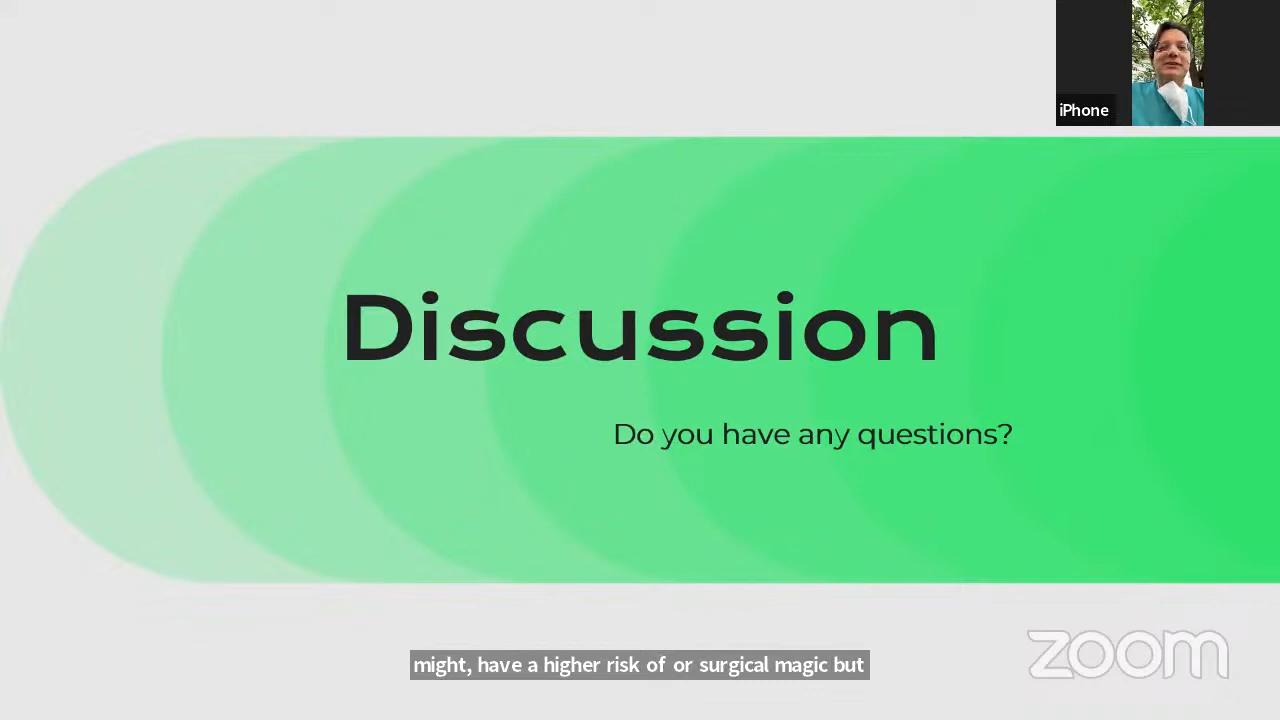 iPhone
Discussion
Do you have any questions?
might, have a higher risk of or surgical magic but
zoom